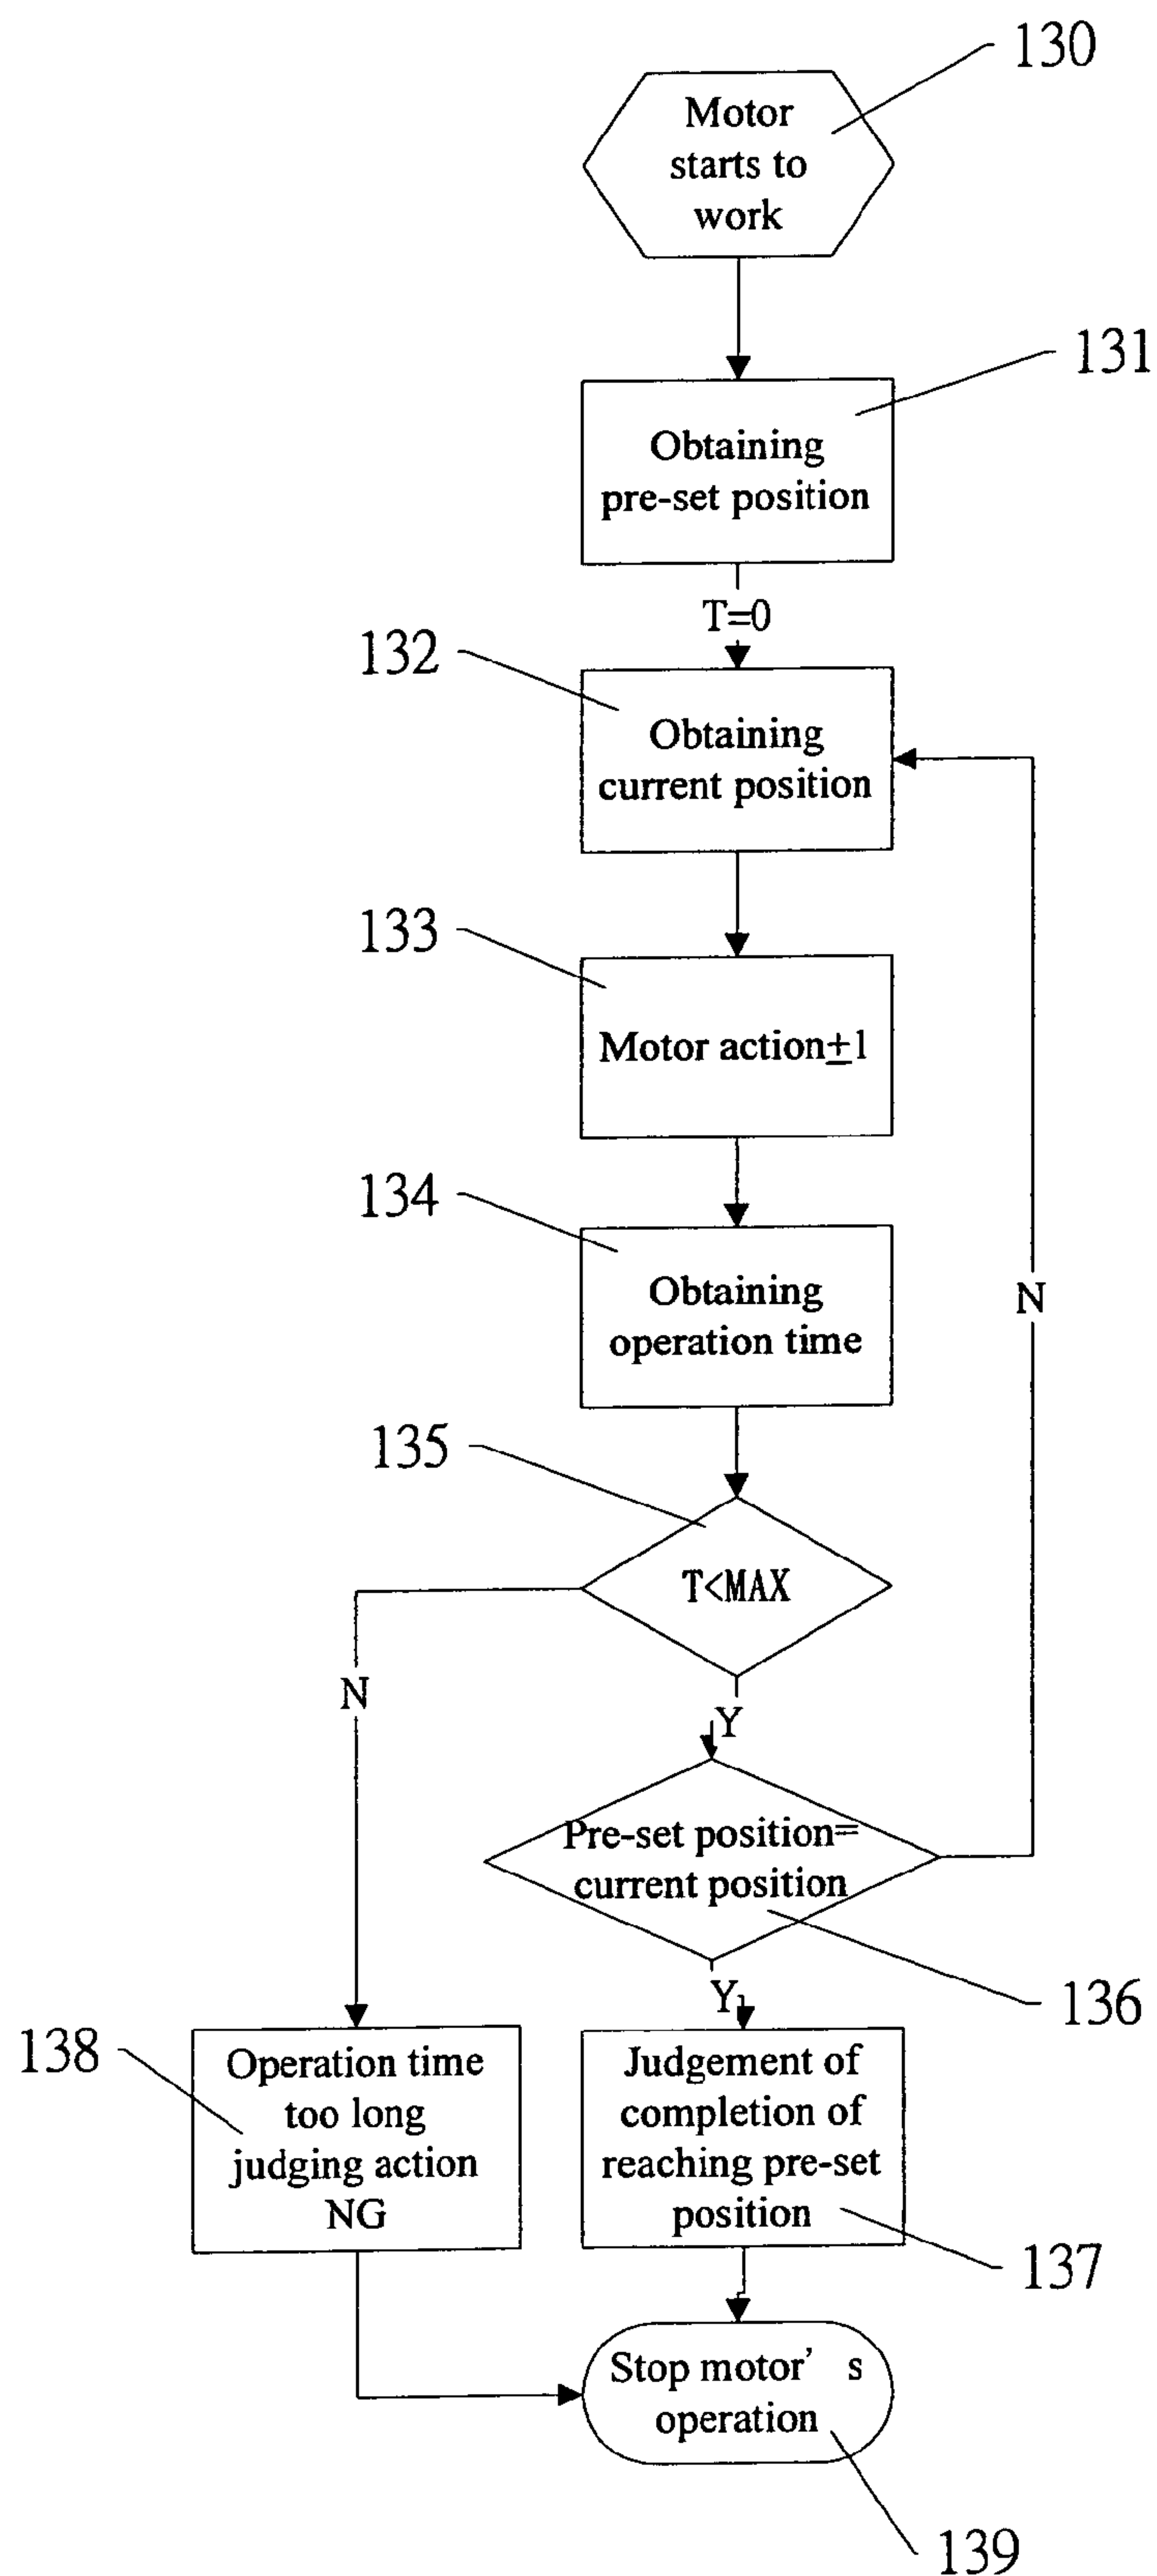 130
Motor
starts to
work
131
Obtaining
pre-set position
T=0
132
Obtaining
current position
133
Motor action±1
134
Obtaining
operation time
N
135
T<MAX
N
Y
Pre-set position=
current position
136
Y
138
Operation time
too long
judging action
NG
Judgement of
completion of
reaching pre-set
position
137
Stop motor' s
operation
139